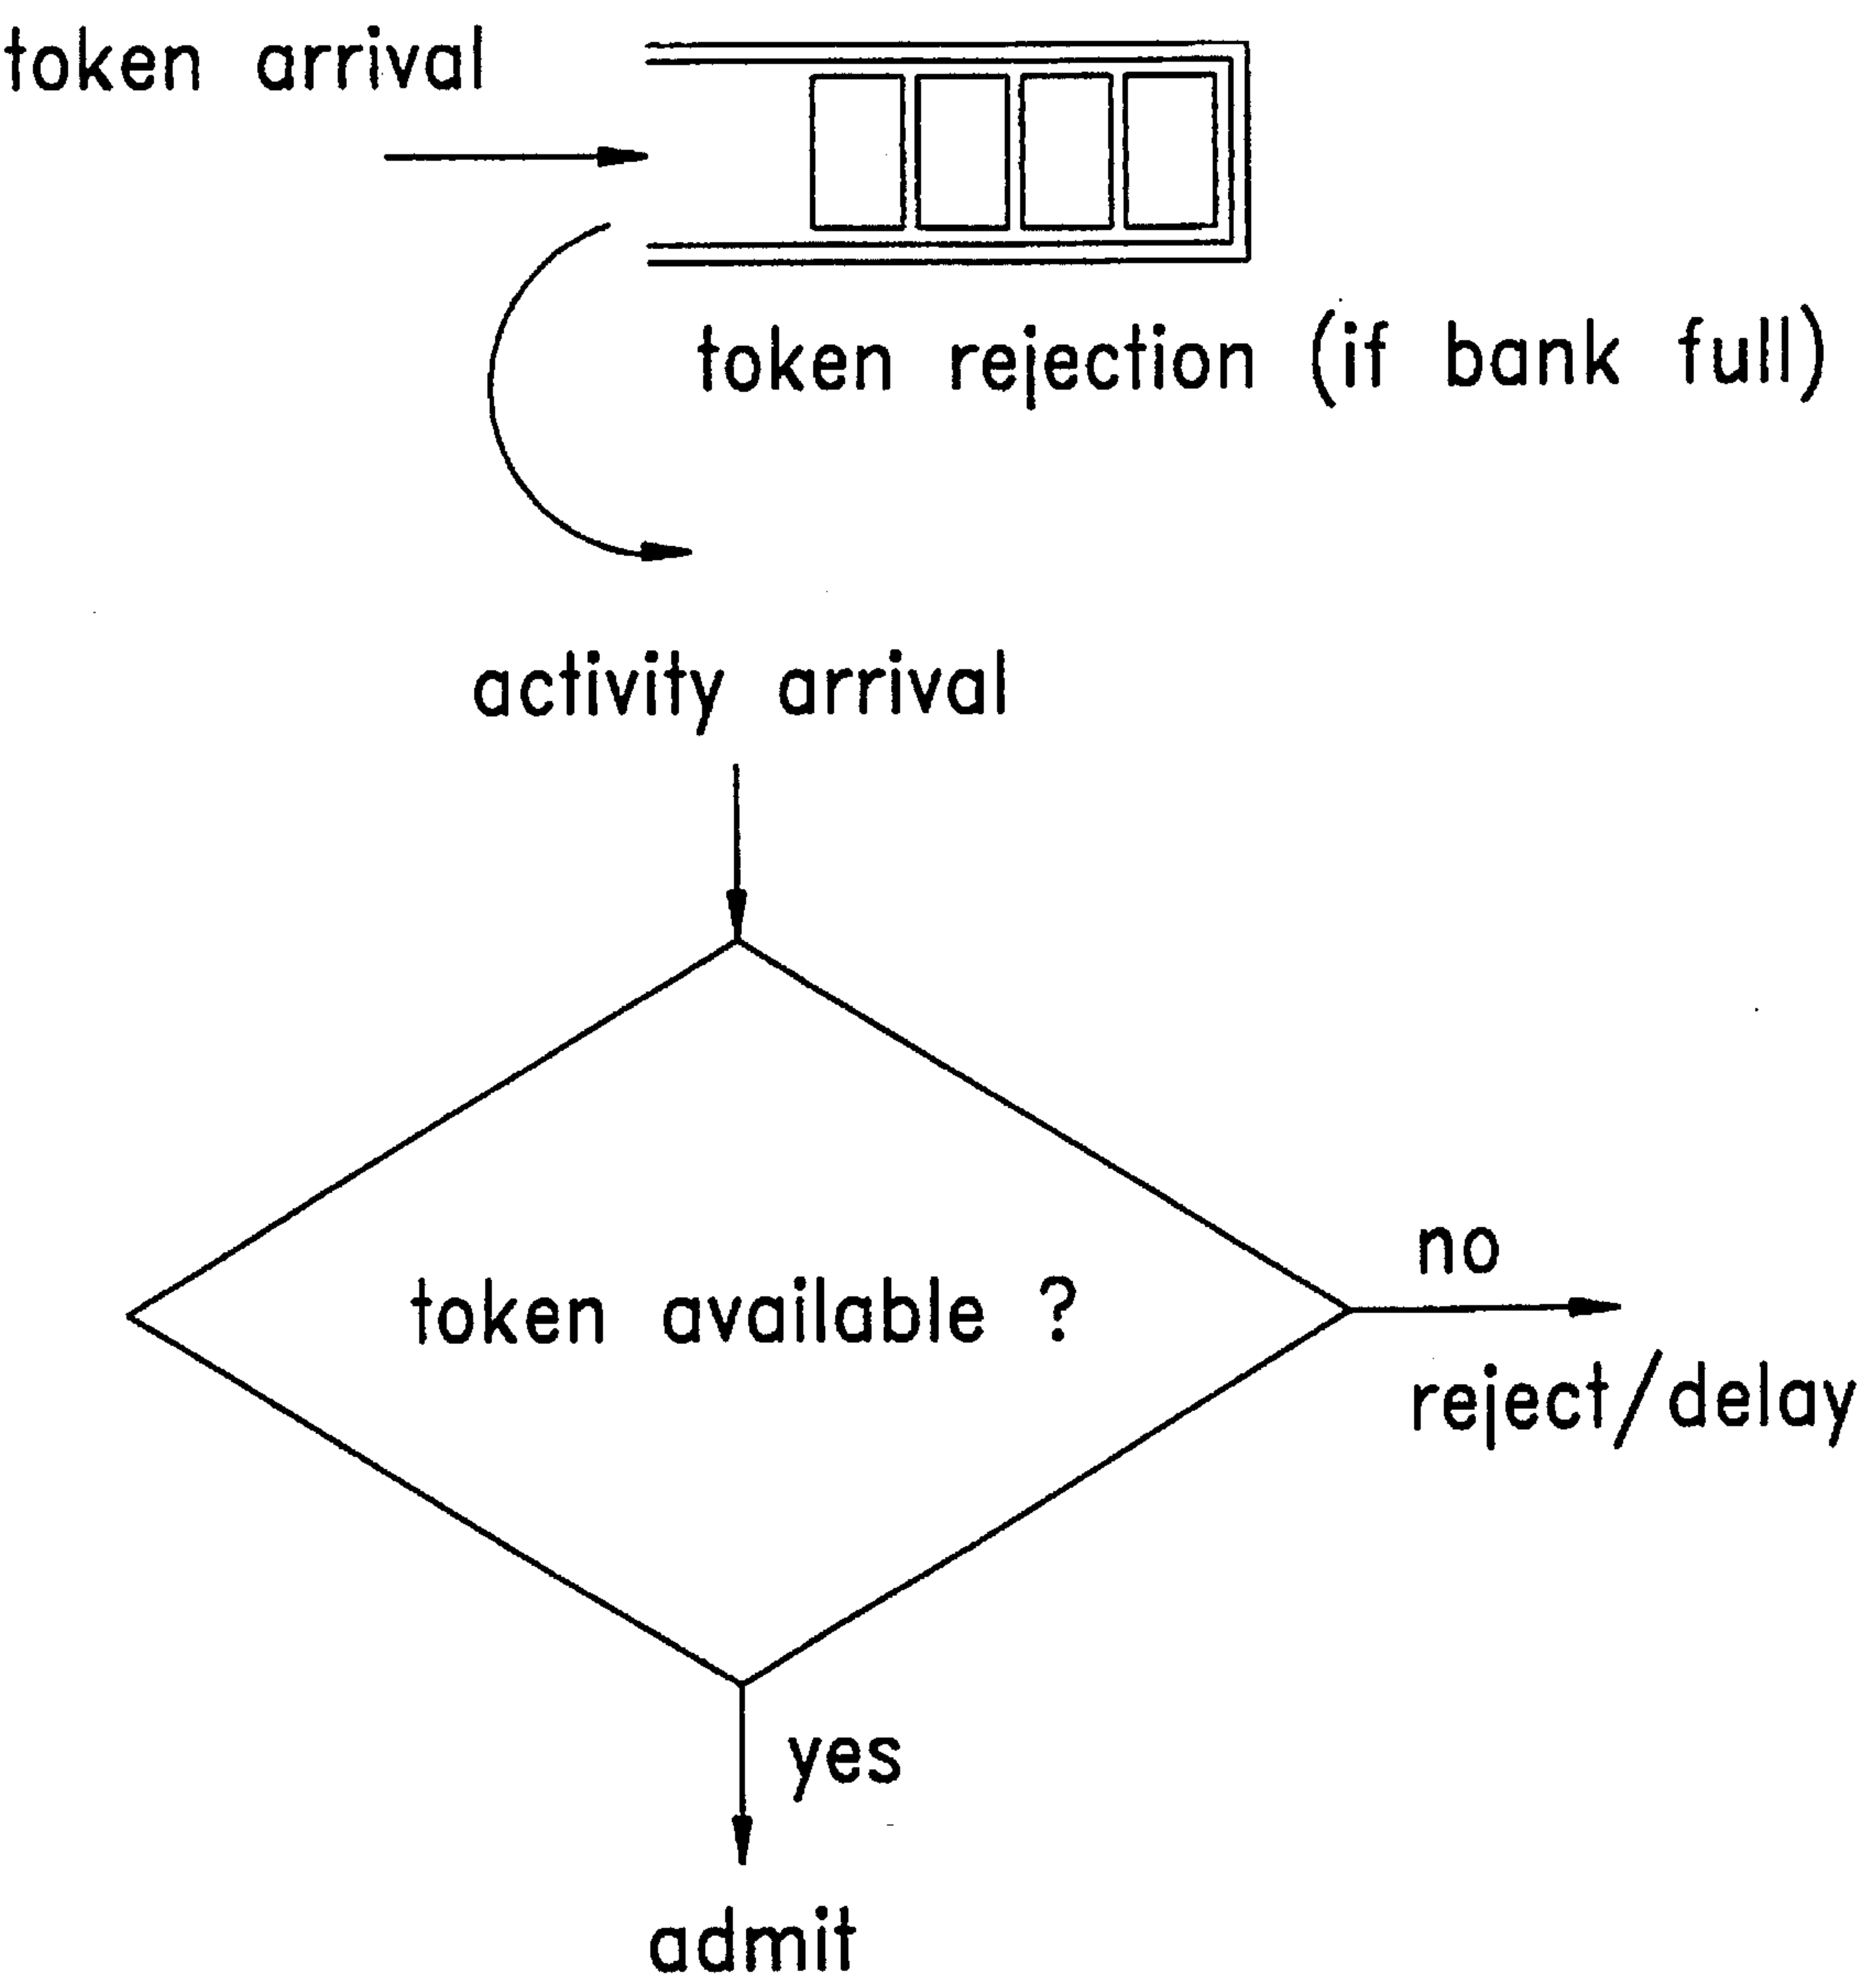 token arrival
token rejection (if bank full)
activity arrival
token available ?
no
reject/delay
yes
admit